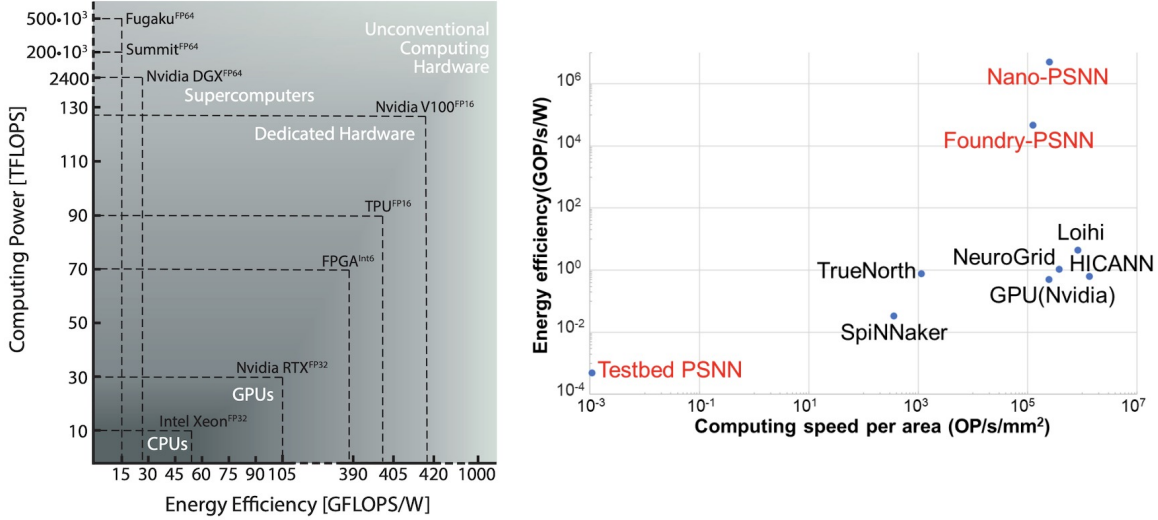 500•10³
200•10³
2400
130
110
90
70
50
30
10
Computing Power [TFLOPS]
Fugaku^FP64
Summit^FP64
Nvidia DGX^FP64
Supercomputers
Unconventional
Computing
Hardware
Nvidia V100^FP16
Dedicated Hardware
TPU^FP16
FPGA^Int6
Nvidia RTX^FP32
GPUs
Intel Xeon^FP32
CPUs
15 30 45 60 75 90 105 390 405 420 1000
Energy Efficiency [GFLOPS/W]
Energy efficiency(GOP/s/W)
10⁶
10⁴
10²
10⁰
10⁻²
10⁻⁴
Nano-PSNN
Foundry-PSNN
Loihi
NeuroGrid
HICANN
TrueNorth
GPU(Nvidia)
SpiNNaker
Testbed PSNN
10⁻³ 10⁻¹ 10¹ 10³ 10⁵ 10⁷
Computing speed per area (OP/s/mm²)